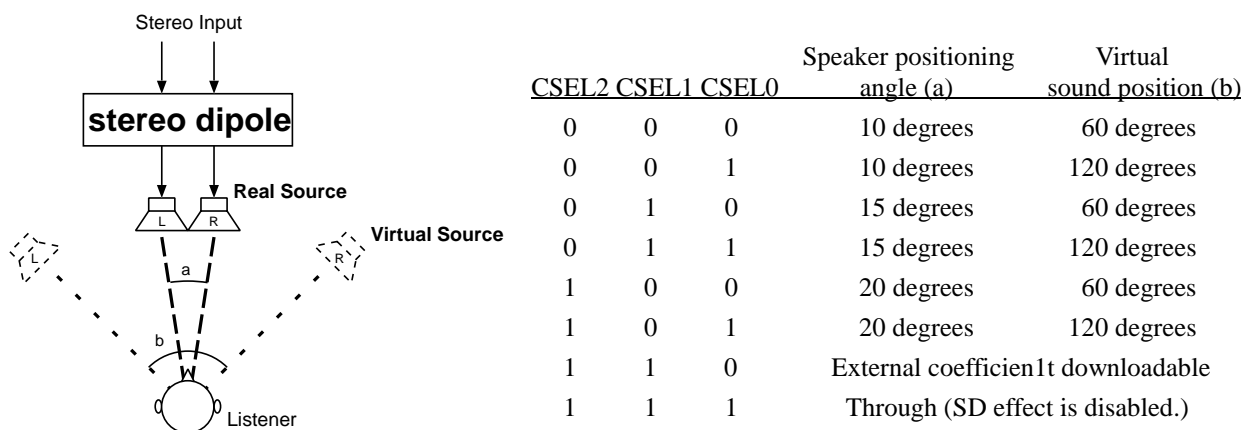 Stereo Input
stereo dipole
Real Source
L R
Virtual Source
L R
a
b
Listener
Speaker positioning Virtual
CSEL2 CSEL1 CSEL0 angle (a) sound position (b)
0 0 0 10 degrees 60 degrees
0 0 1 10 degrees 120 degrees
0 1 0 15 degrees 60 degrees
0 1 1 15 degrees 120 degrees
1 0 0 20 degrees 60 degrees
1 0 1 20 degrees 120 degrees
1 1 0 External coefficien1t downloadable
1 1 1 Through (SD effect is disabled.)